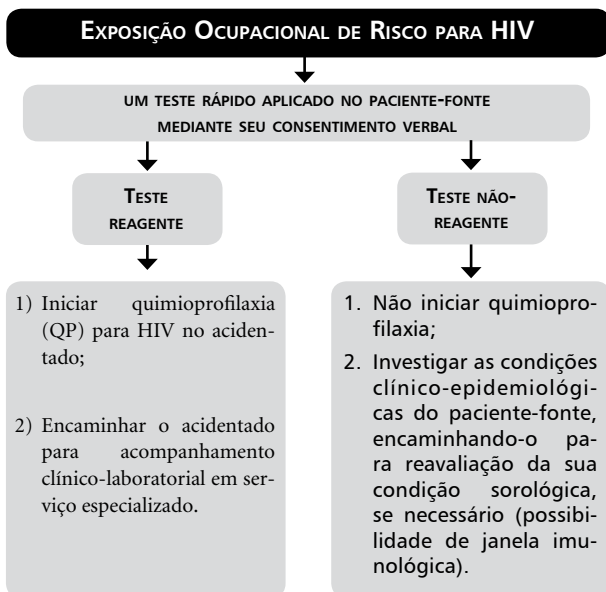 EXPOSIÇÃO OCUPACIONAL DE RISCO PARA HIV
UM TESTE RÁPIDO APLICADO NO PACIENTE-FONTE
MEDIANTE SEU CONSENTIMENTO VERBAL
TESTE
REAGENTE
1) Iniciar quimioprofilaxia
(QP) para HIV no aciden-
tado;
2) Encaminhar o acidentado
para acompanhamento
clínico-laboratorial em ser-
viço especializado.
TESTE NÃO-
REAGENTE
1. Não iniciar quimiopro-
filaxia;
2. Investigar as condições
clínico-epidemiológi-
cas do paciente-fonte,
encaminhando-o pa-
ra reavaliação da sua
condição sorológica,
se necessário (possibi-
lidade de janela imu-
nológica).